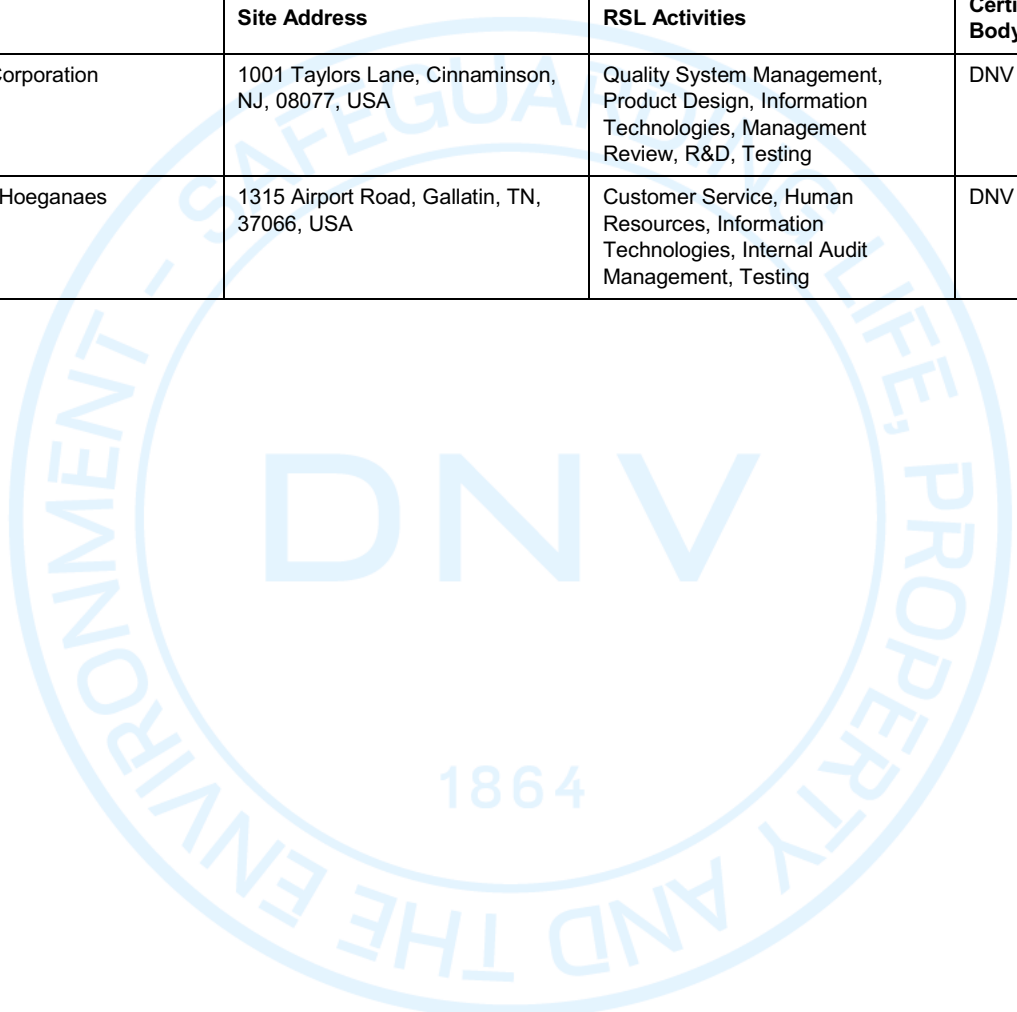 Site Address
RSL Activities
Body
Corporation
1001 Taylors Lane, Cinnaminson,
NJ, 08077, USA
Quality System Management,
Product Design, Information
Technologies, Management
Review, R&D, Testing
DNV
Hoeganaes
1315 Airport Road, Gallatin, TN,
37066, USA
Customer Service, Human
Resources, Information
Technologies, Internal Audit
Management, Testing
DNV
SAFEGUARDING LIFE, PROPERTY AND THE ENVIRONMENT -
DNV
1864